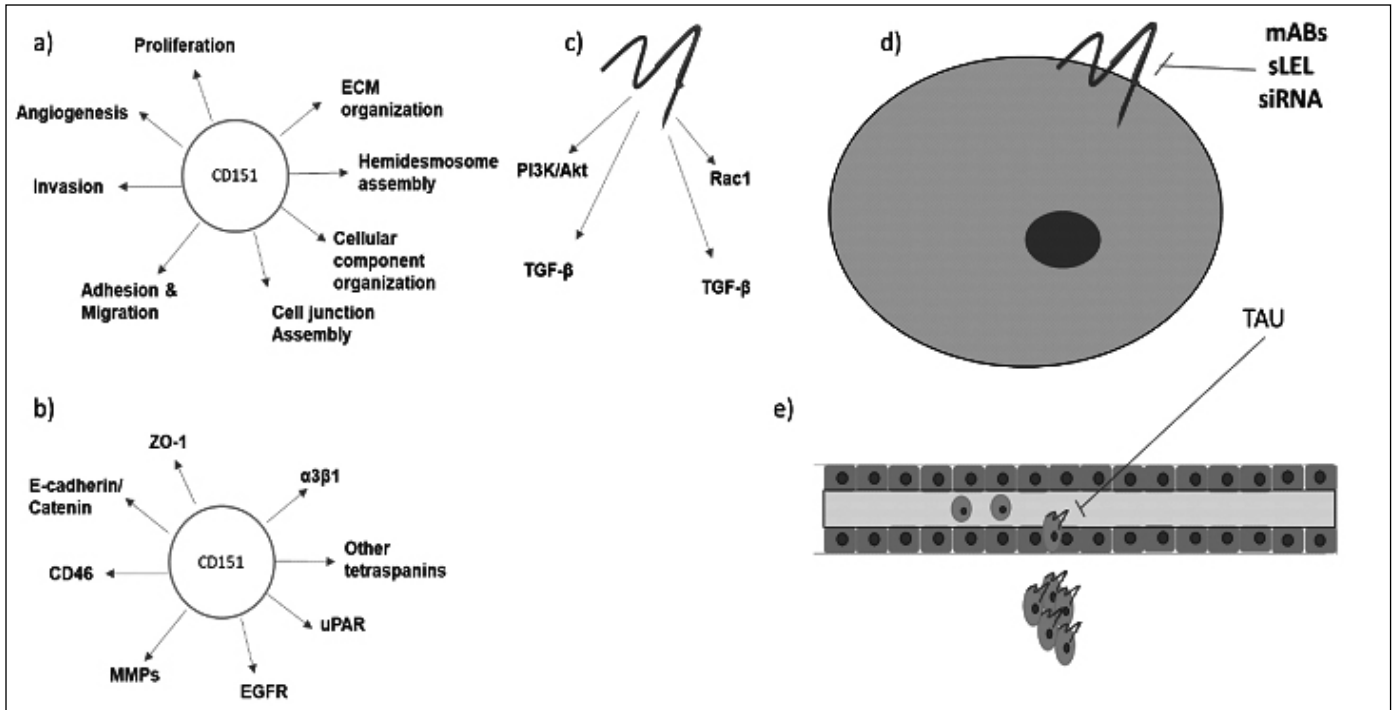 a)
Proliferation
Angiogenesis
ECM
organization
Invasion
CD151
Hemidesmosome
assembly
Adhesion &
Migration
Cell junction
Assembly
Cellular
component
organization
b)
ZO-1
E-cadherin/
Catenin
α3β1
CD46
CD151
Other
tetraspanins
MMPs
EGFR
uPAR
c)
PI3K/Akt
Rac1
TGF-β
TGF-β
d)
mABs
sLEL
siRNA
TAU
e)